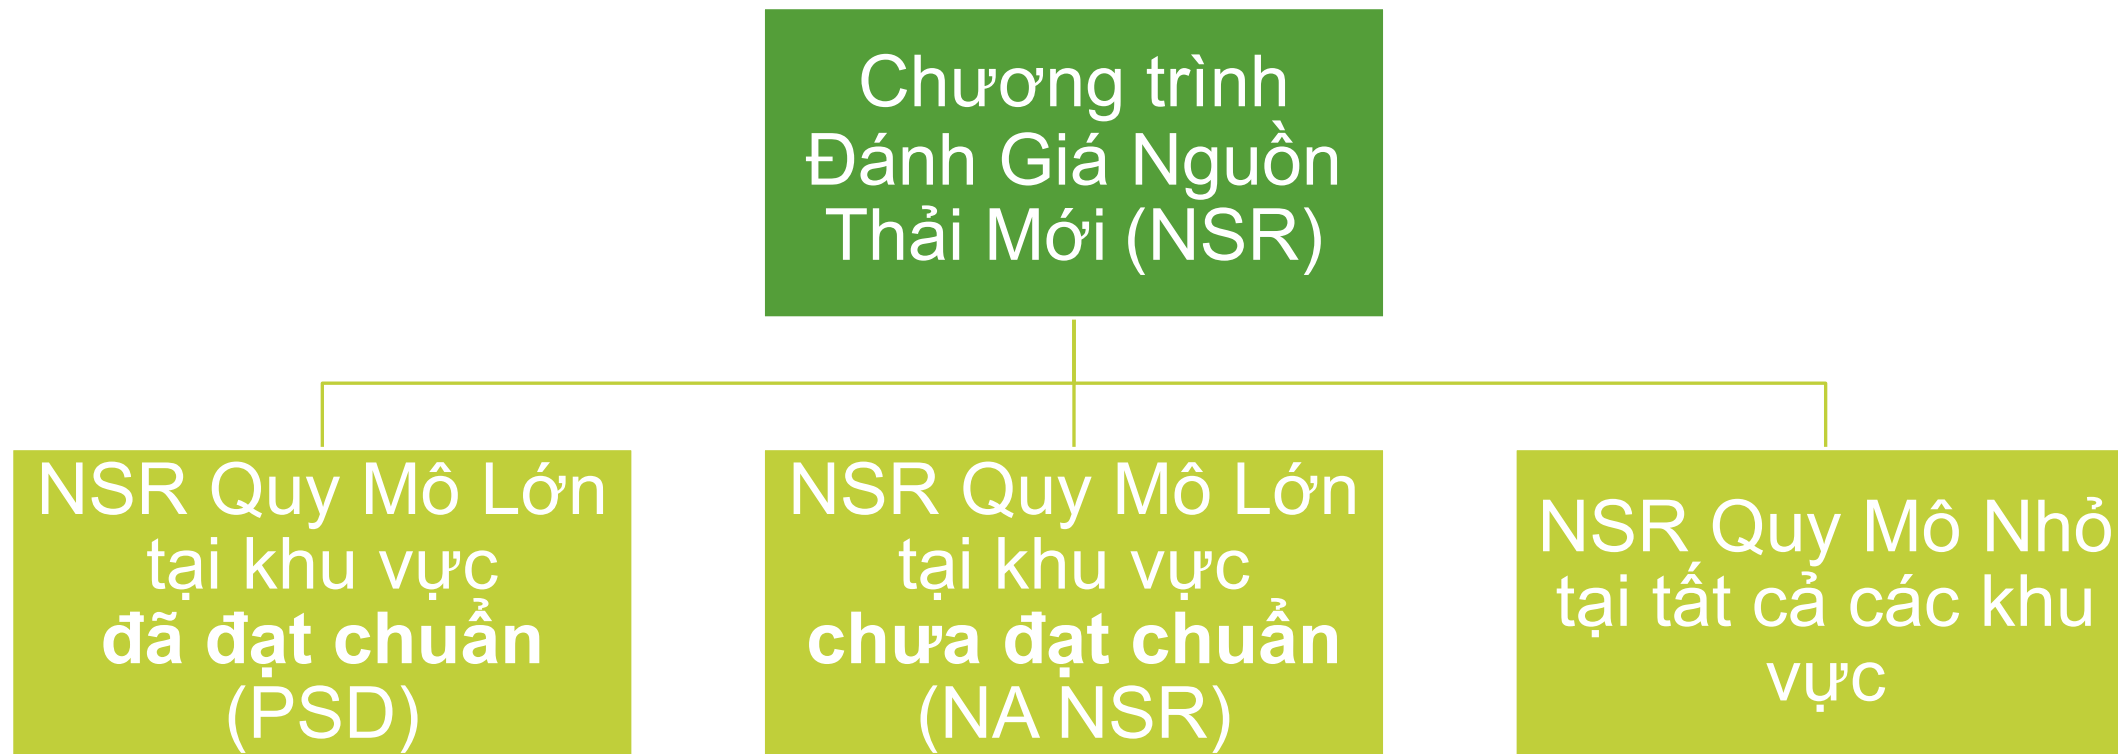 Chương trình
Đánh Giá Nguồn
Thải Mới (NSR)
NSR Quy Mô Lớn
tại khu vực
đã đạt chuẩn
(PSD)
NSR Quy Mô Lớn
tại khu vực
chưa đạt chuẩn
(NA NSR)
NSR Quy Mô Nhỏ
tại tất cả các khu
vực